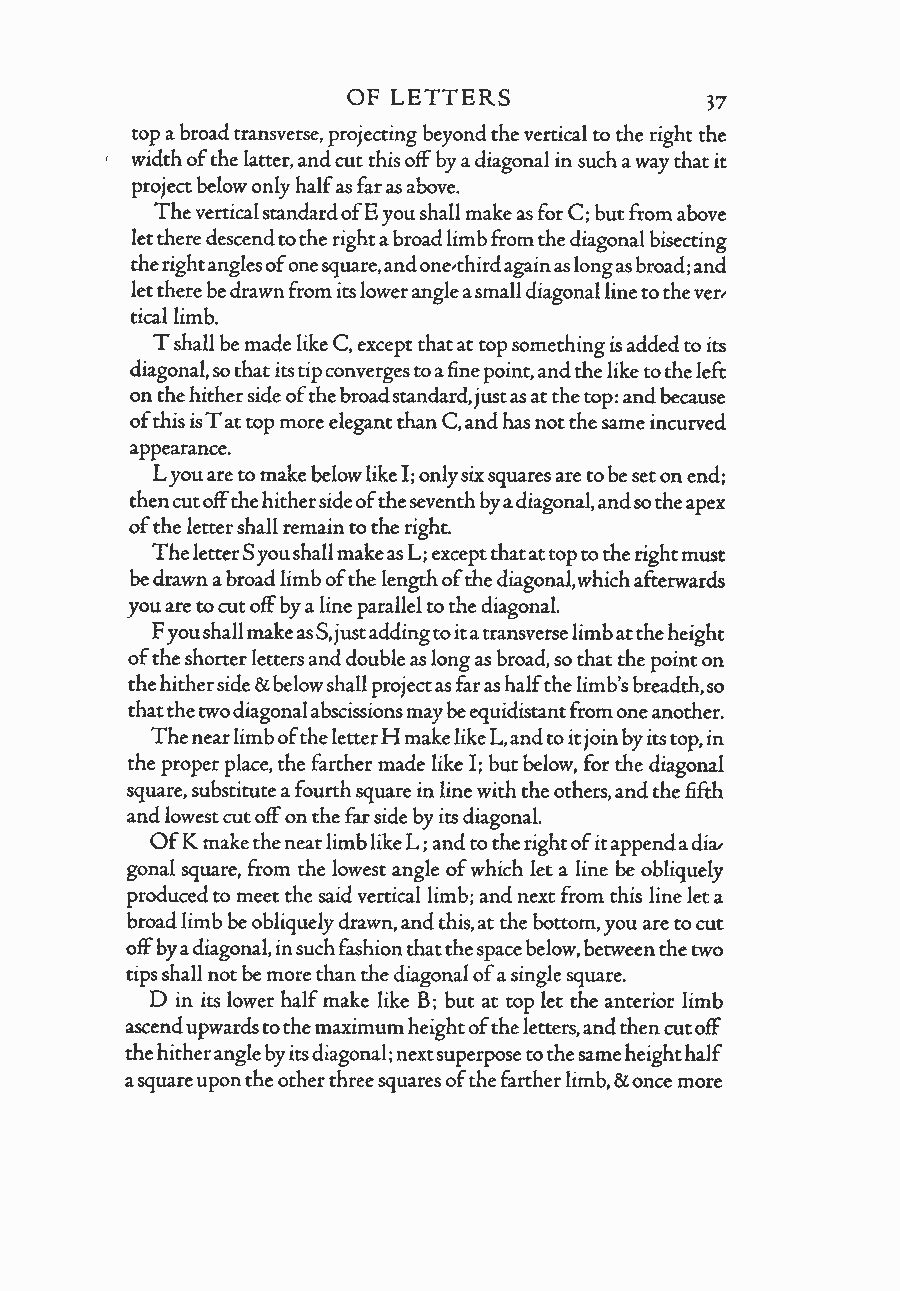 OF LETTERS 37
top a broad transverse, projecting beyond the vertical to the right the
width of the latter, and cut this off by a diagonal in such a way that it
project below only half as far as above.
The vertical standard of E you shall make as for C; but from above
let there descend to the right a broad limb from the diagonal bisecting
the right angles of one square, and one-third again as long as broad; and
let there be drawn from its lower angle a small diagonal line to the ver-
tical limb.
T shall be made like C, except that at top something is added to its
diagonal, so that its tip converges to a fine point, and the like to the left
on the hither side of the broad standard, just as at the top: and because
of this is T at top more elegant than C, and has not the same incurved
appearance.
L you are to make below like I; only six squares are to be set on end;
then cut off the hither side of the seventh by a diagonal, and so the apex
of the letter shall remain to the right.
The letter S you shall make as L; except that at top to the right must
be drawn a broad limb of the length of the diagonal, which afterwards
you are to cut off by a line parallel to the diagonal.
F you shall make as S, just adding to it a transverse limb at the height
of the shorter letters and double as long as broad, so that the point on
the hither side & below shall project as far as half the limb's breadth, so
that the two diagonal abscissions may be equidistant from one another.
The near limb of the letter H make like L, and to it join by its top, in
the proper place, the farther made like I; but below, for the diagonal
square, substitute a fourth square in line with the others, and the fifth
and lowest cut off on the far side by its diagonal.
Of K make the near limb like L; and to the right of it append a dia-
gonal square, from the lowest angle of which let a line be obliquely
produced to meet the said vertical limb; and next from this line let a
broad limb be obliquely drawn, and this, at the bottom, you are to cut
off by a diagonal, in such fashion that the space below, between the two
tips shall not be more than the diagonal of a single square.
D in its lower half make like B; but at top let the anterior limb
ascend upwards to the maximum height of the letters, and then cut off
the hither angle by its diagonal; next superpose to the same height half
a square upon the other three squares of the farther limb, & once more